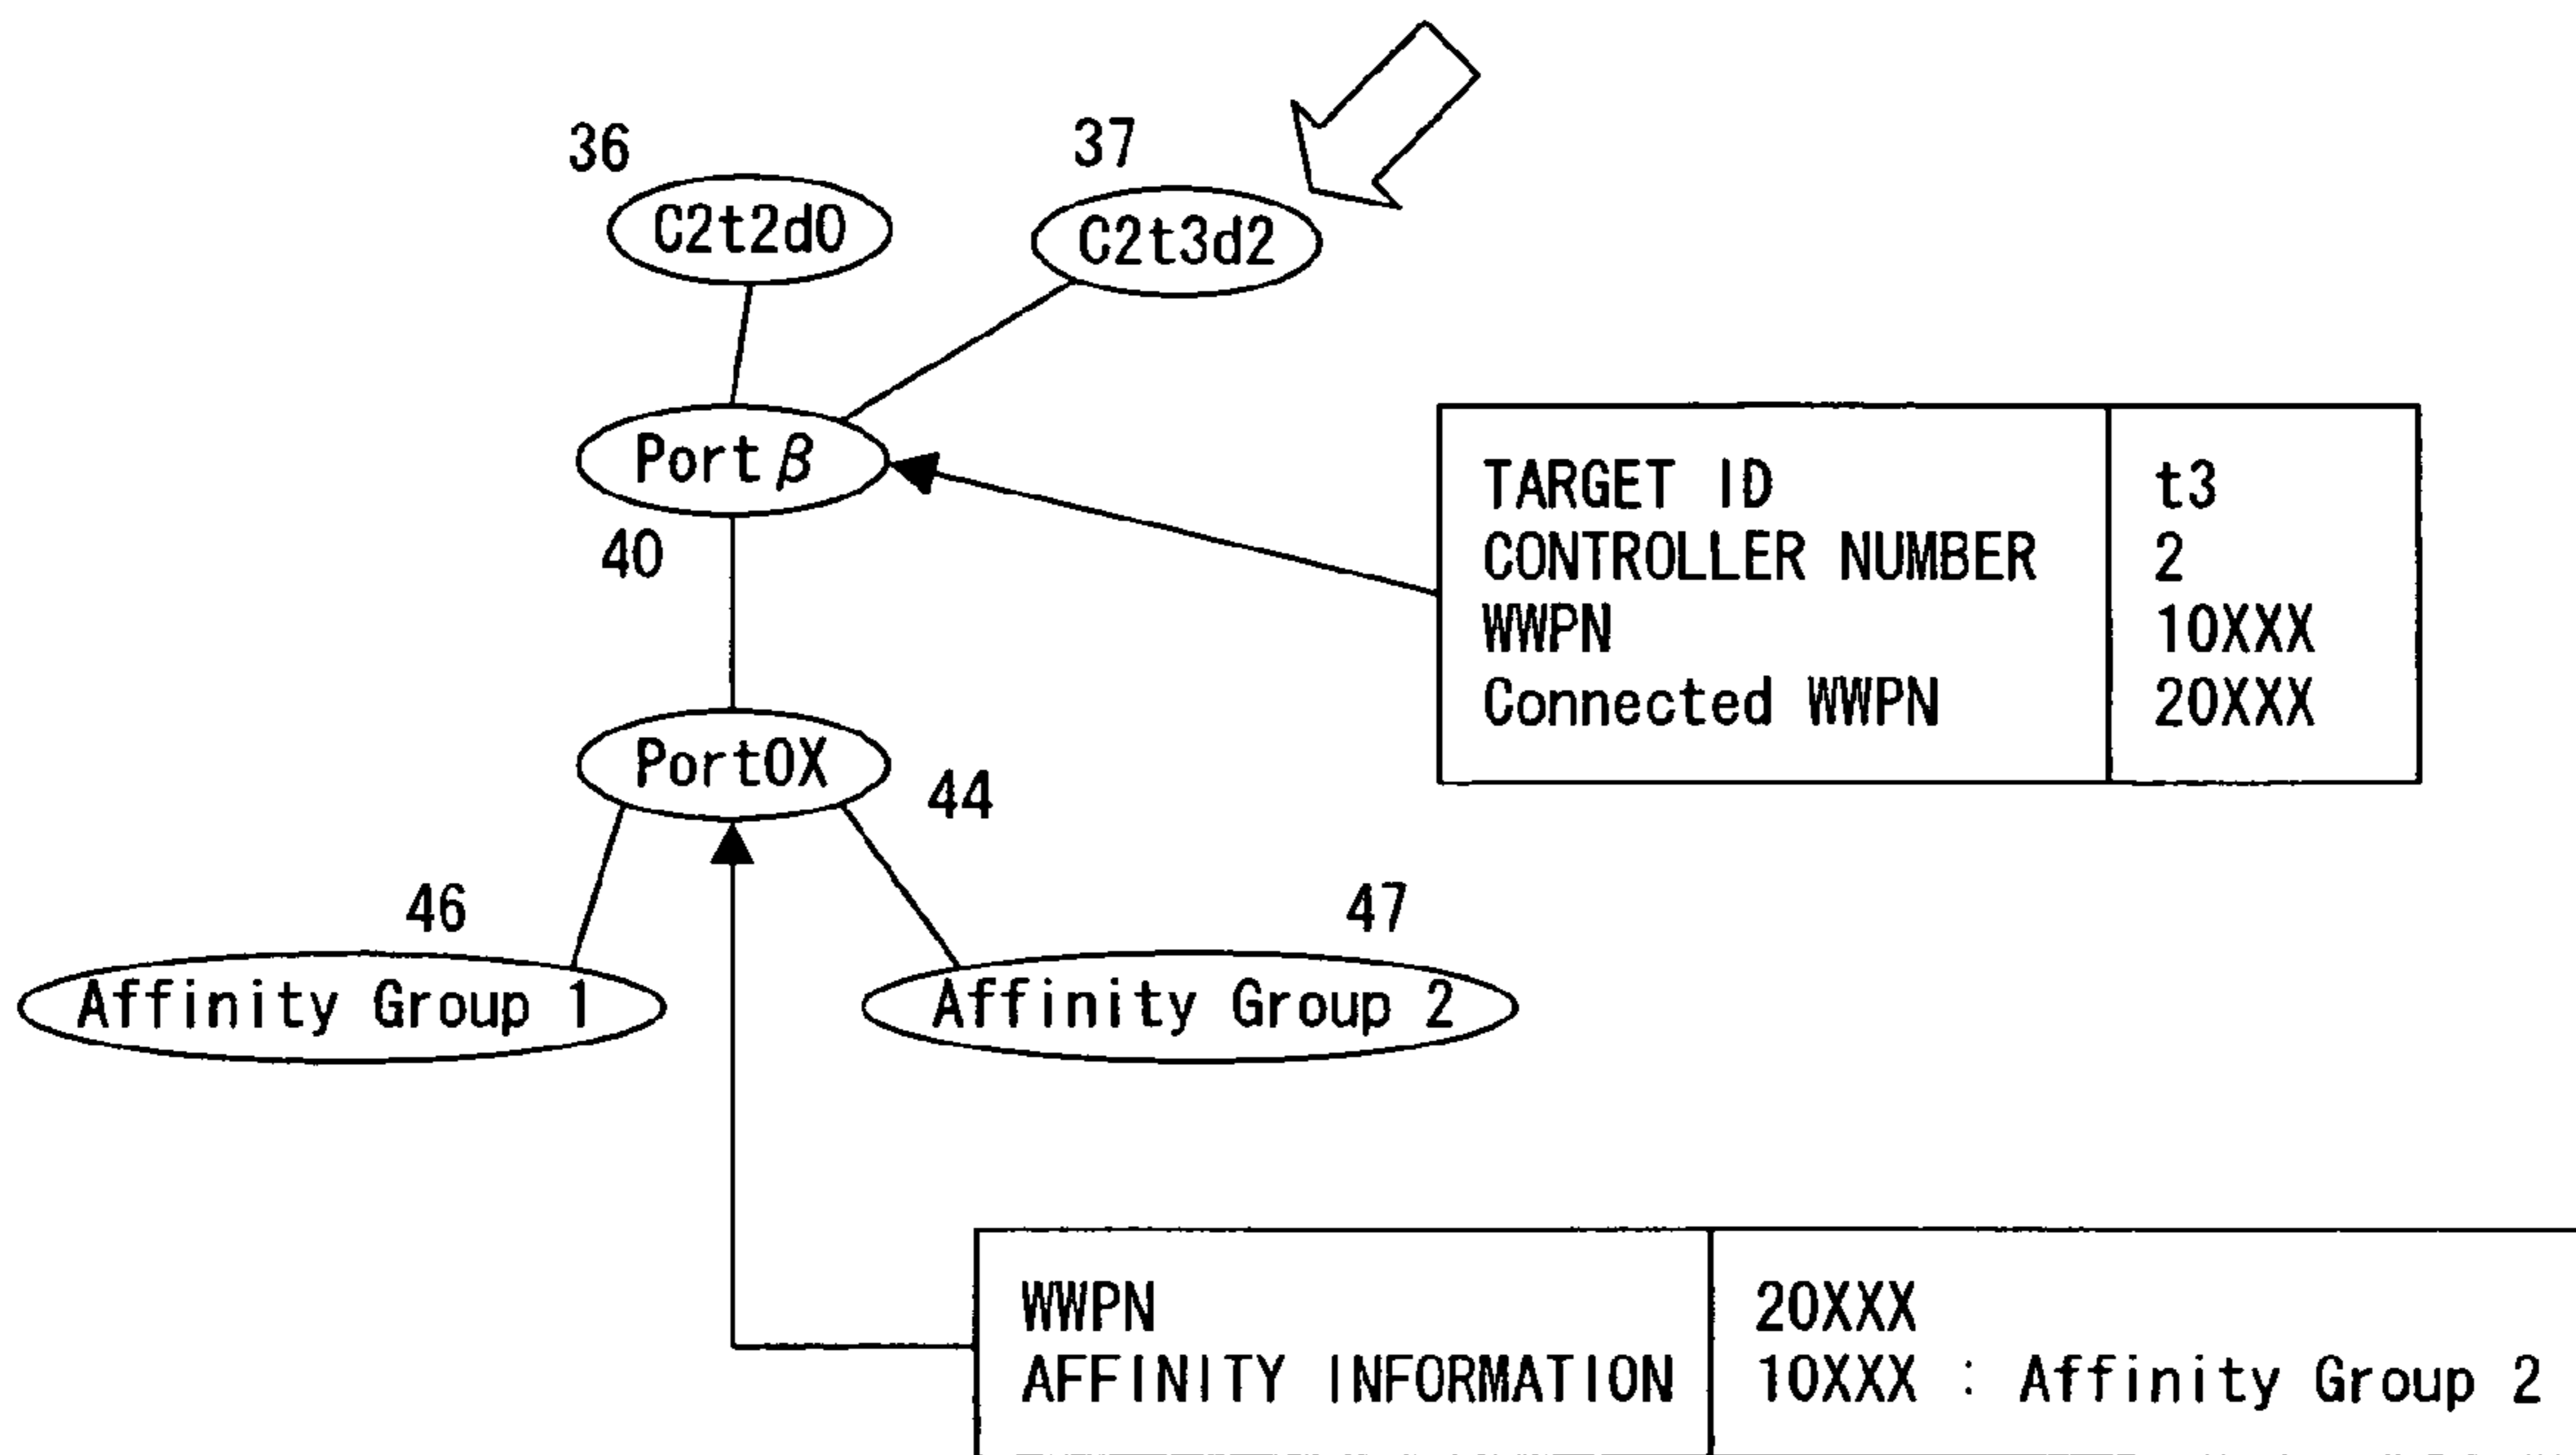 36
37
C2t2d0
C2t3d2
Port β
40
TARGET ID t3
CONTROLLER NUMBER 2
WWPN 10XXX
Connected WWPN 20XXX
Port0X
44
46
47
Affinity Group 1
Affinity Group 2
WWPN 20XXX
AFFINITY INFORMATION 10XXX : Affinity Group 2